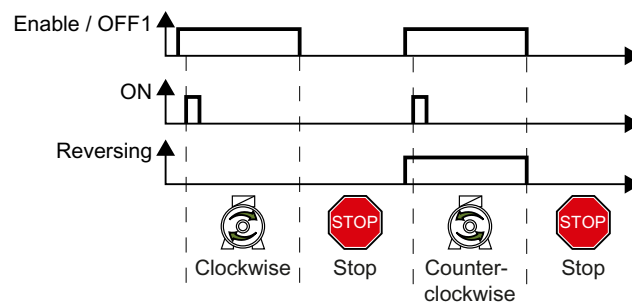 Enable / OFF1
ON
Reversing
STOP
STOP
Clockwise
Stop
Counter-
clockwise
Stop